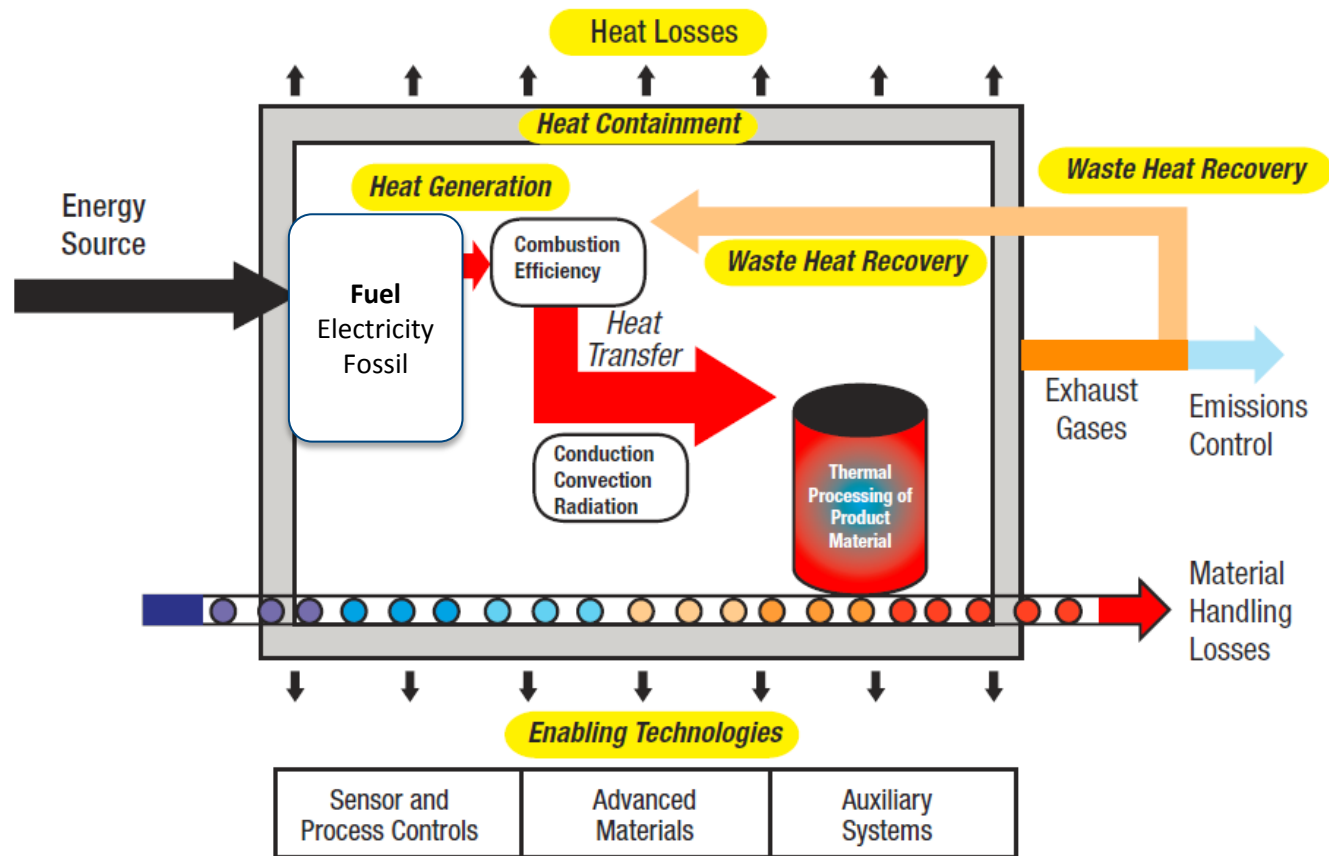 Heat Losses
Heat Containment
Heat Generation
Waste Heat Recovery
Energy
Source
Fuel
Electricity
Fossil
Combustion
Efficiency
Waste Heat Recovery
Heat
Transfer
Conduction
Convection
Radiation
Thermal
Processing of
Product
Material
Exhaust
Gases
Emissions
Control
Material
Handling
Losses
Enabling Technologies
Sensor and
Process Controls
Advanced
Materials
Auxiliary
Systems